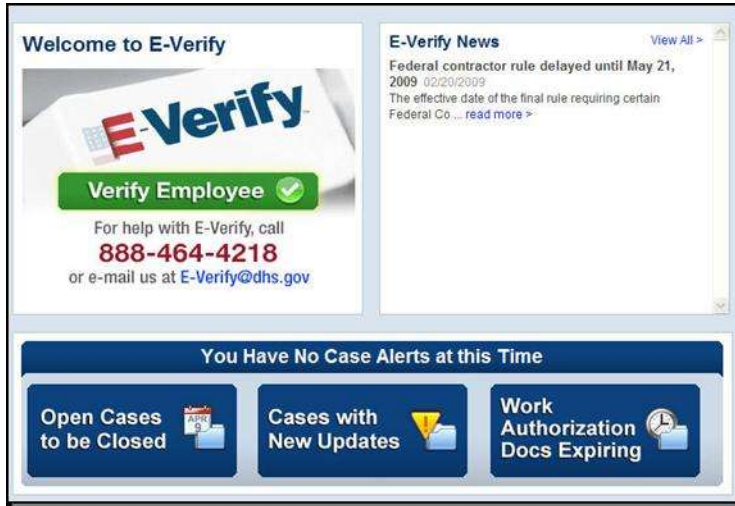 Welcome to E-Verify
E-Verify
Verify Employee
For help with E-Verify, call
888-464-4218
or e-mail us at E-Verify@dhs.gov
E-Verify News
View All >
Federal contractor rule delayed until May 21,
2009 02/20/2009
The effective date of the final rule requiring certain
Federal Co ... read more >
You Have No Case Alerts at this Time
Open Cases
to be Closed
APR
9
Cases with
New Updates
Work
Authorization
Docs Expiring